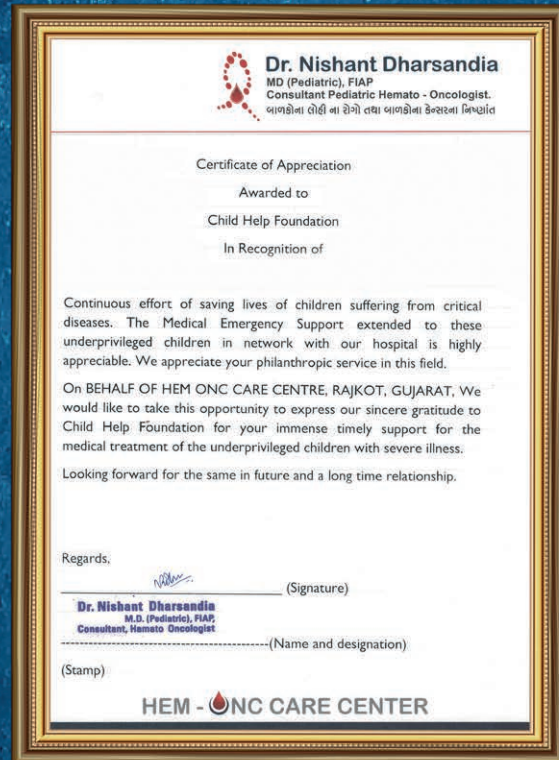 Dr. Nishant Dharsandia
MD (Pediatric), FIAP
Consultant Pediatric Hemato - Oncologist.
બાળકોના લોહી ના રોગો તથા બાળકોના કેન્સરના નિષ્ણાંત
Certificate of Appreciation
Awarded to
Child Help Foundation
In Recognition of
Continuous effort of saving lives of children suffering from critical
diseases. The Medical Emergency Support extended to these
underprivileged children in network with our hospital is highly
appreciable. We appreciate your philanthropic service in this field.
On BEHALF OF HEM ONC CARE CENTRE, RAJKOT, GUJARAT, We
would like to take this opportunity to express our sincere gratitude to
Child Help Foundation for your immense timely support for the
medical treatment of the underprivileged children with severe illness.
Looking forward for the same in future and a long time relationship.
Regards,
(Signature)
Dr. Nishant Dharsandia
M.D. (Pediatric), FIAP,
Consultant, Hemato Oncologist
(Name and designation)
(Stamp)
HEM - ONC CARE CENTER